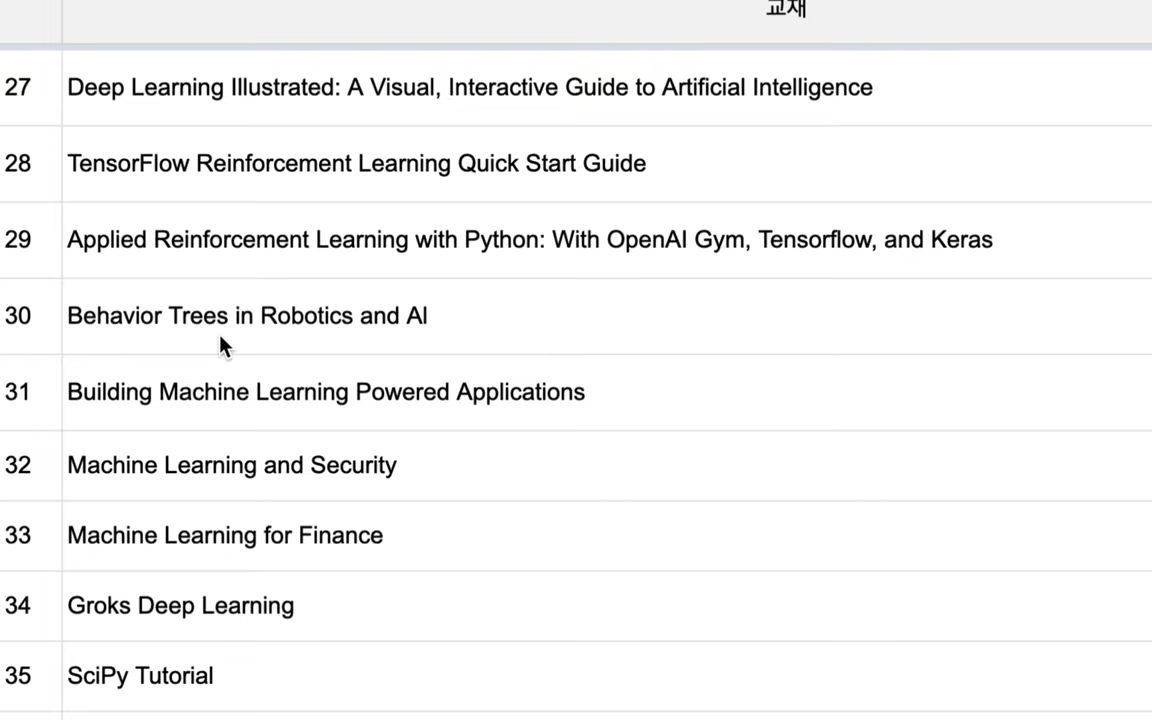 교재
27 Deep Learning Illustrated: A Visual, Interactive Guide to Artificial Intelligence
28 TensorFlow Reinforcement Learning Quick Start Guide
29 Applied Reinforcement Learning with Python: With OpenAI Gym, Tensorflow, and Keras
30 Behavior Trees in Robotics and AI
31 Building Machine Learning Powered Applications
32 Machine Learning and Security
33 Machine Learning for Finance
34 Groks Deep Learning
35 SciPy Tutorial